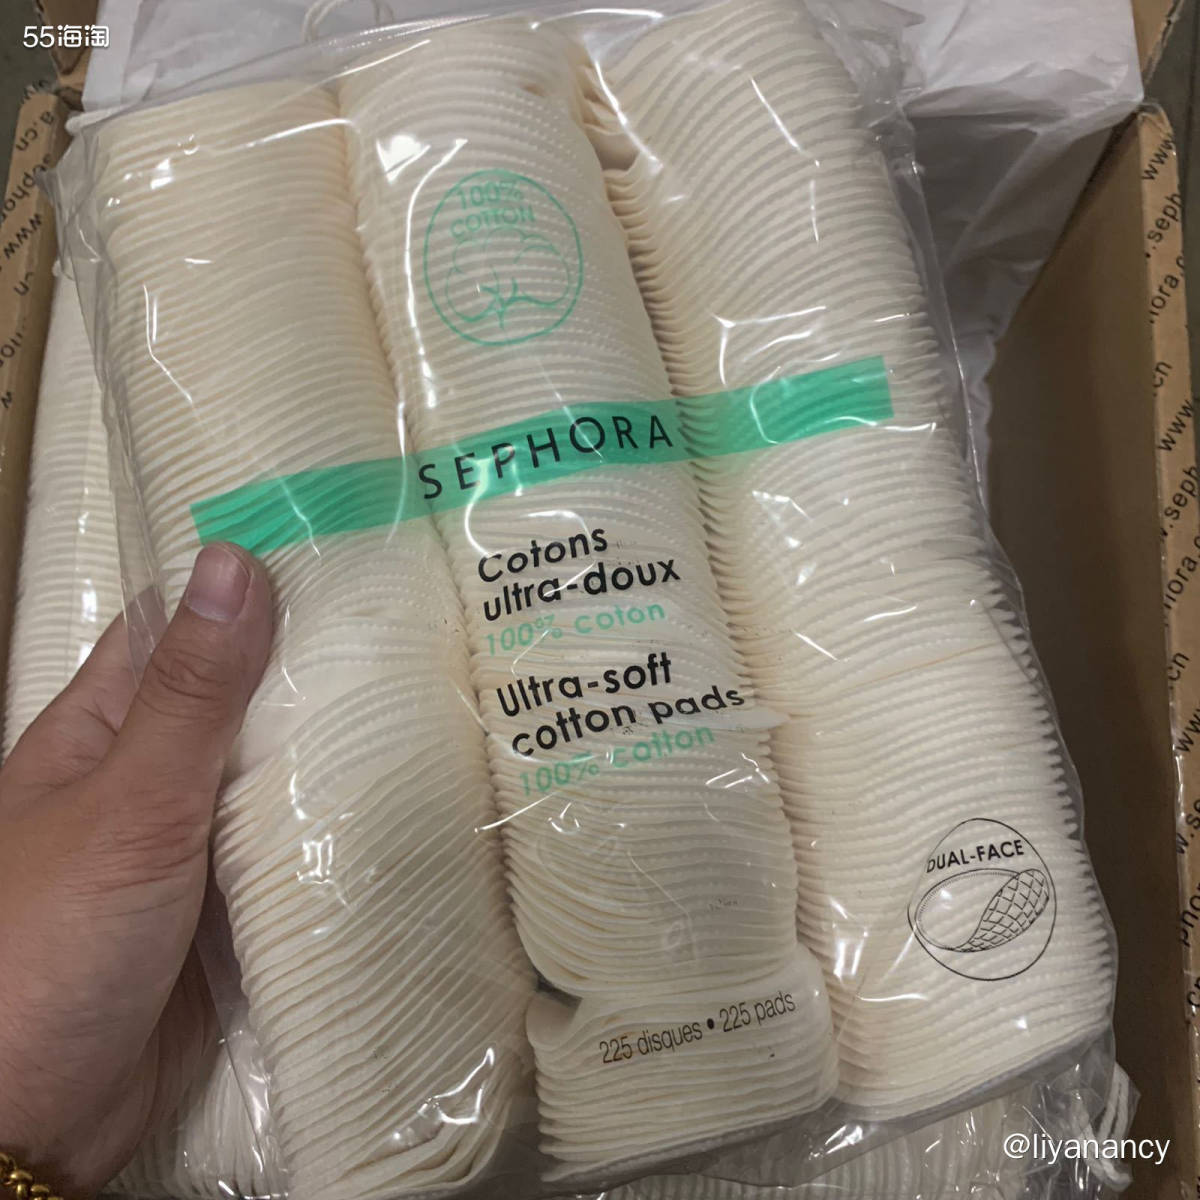 55海淘
100%
COTTON
SEPHORA
Cotons
ultra-doux
100% coton
Ultra-soft
cotton pads
100% cotton
DUAL-FACE
225 disques • 225 pads
@liyanancy